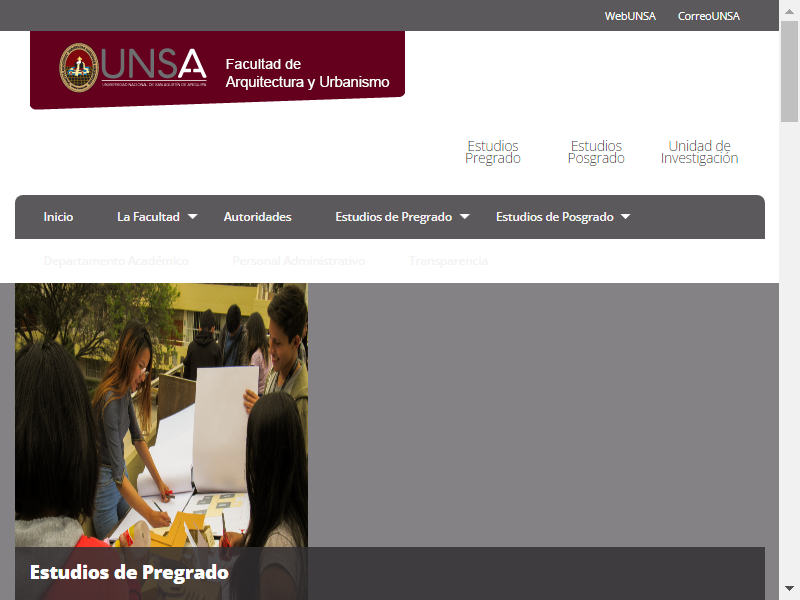 WebUNSA CorreoUNSA
UNSA
UNIVERSIDAD NACIONAL DE SAN AGUSTÍN DE AREQUIPA
Facultad de
Arquitectura y Urbanismo
Estudios
Pregrado
Estudios
Posgrado
Unidad de
Investigación
Inicio La Facultad Autoridades Estudios de Pregrado Estudios de Posgrado
Departamento Académico Personal Administrativo Transparencia
Estudios de Pregrado